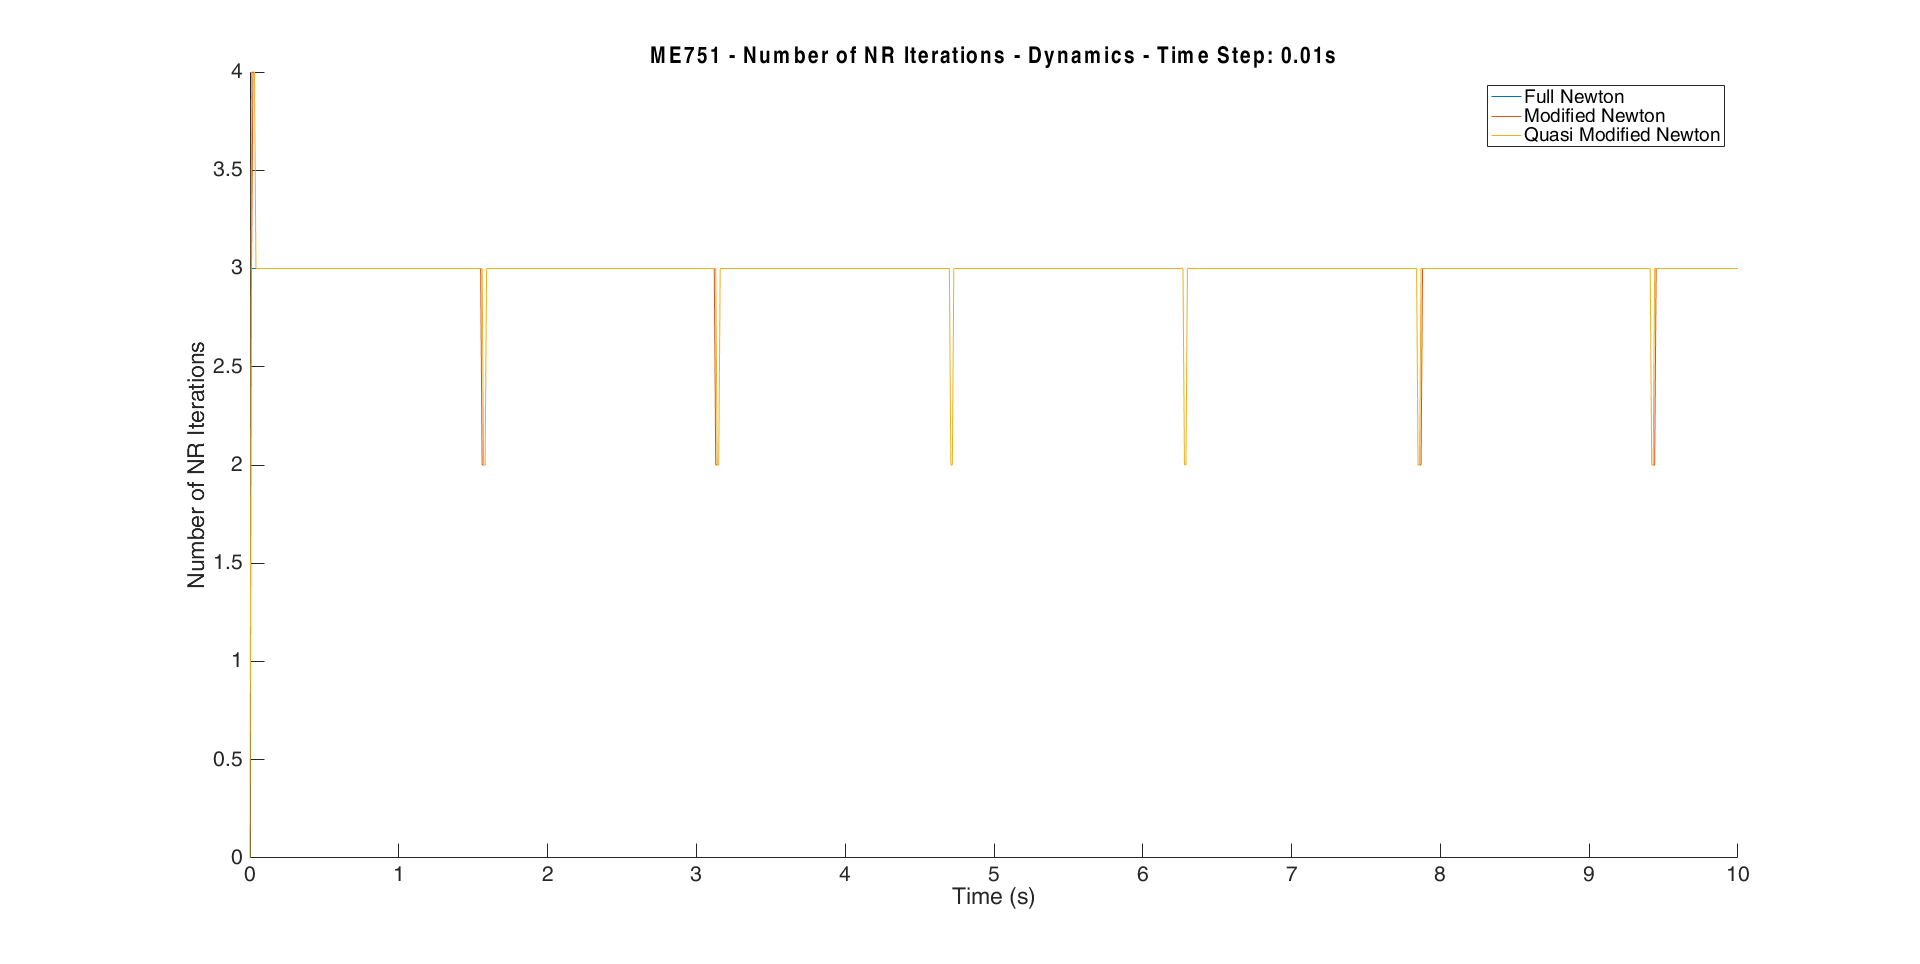 ME751 - Number of NR Iterations - Dynamics - Time Step: 0.01s
Full Newton
Modified Newton
Quasi Modified Newton
4
3.5
3
2.5
2
1.5
1
0.5
0
Number of NR Iterations
0 1 2 3 4 5 6 7 8 9 10
Time (s)